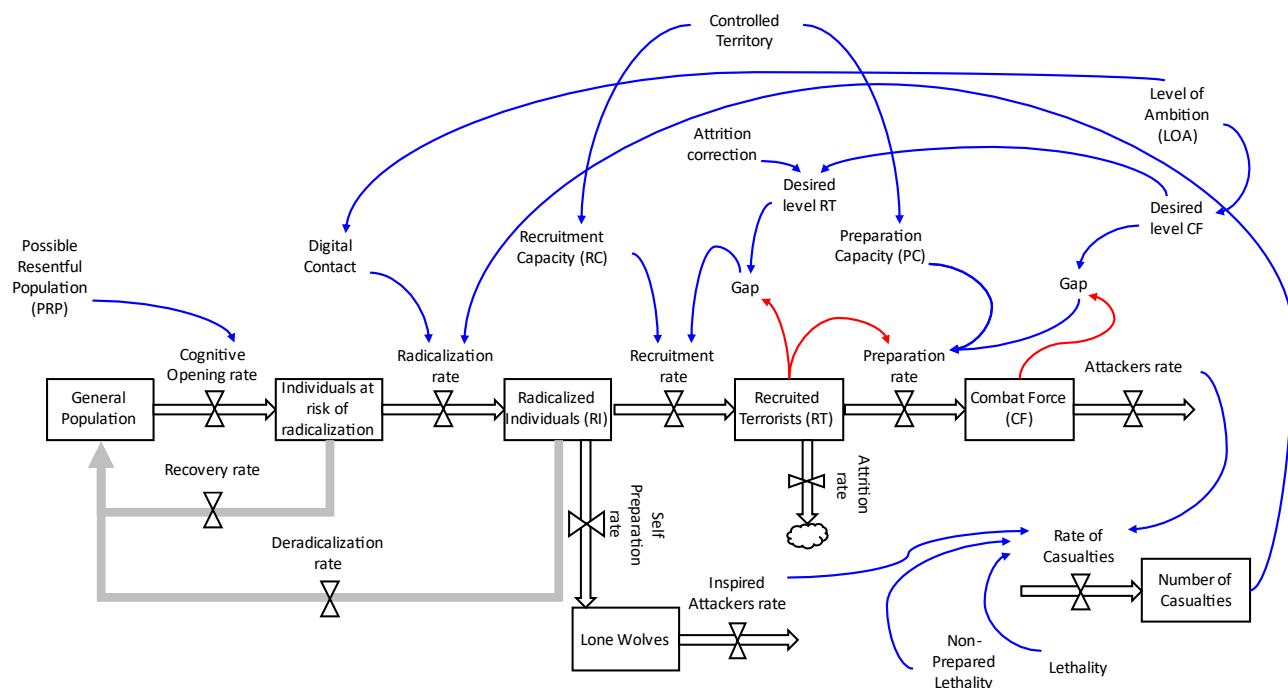 Controlled
Territory
Level of
Ambition
(LOA)
Attrition
correction
Desired
level RT
Desired
level CF
Possible
Resentful
Population
(PRP)
Digital
Contact
Recruitment
Capacity (RC)
Preparation
Capacity (PC)
Gap
Gap
Cognitive
Opening rate
Radicalization
rate
Recruitment
rate
Preparation
rate
Attackers rate
General
Population
Individuals at
risk of
radicalization
Radicalized
Individuals (RI)
Recruited
Terrorists (RT)
Combat Force
(CF)
Recovery rate
Self
Preparation
rate
Attrition
rate
Deradicalization
rate
Rate of
Casualties
Number of
Casualties
Inspired
Attackers rate
Lone Wolves
Non-
Prepared
Lethality
Lethality